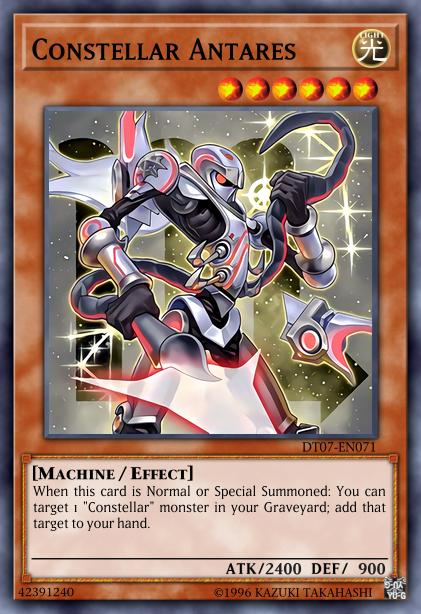 Constellar Antares
LIGHT
光
DT07-EN071
[Machine / Effect]
When this card is Normal or Special Summoned: You can
target 1 "Constellar" monster in your Graveyard; add that
target to your hand.
ATK/2400 DEF/ 900
42391240
©1996 KAZUKI TAKAHASHI